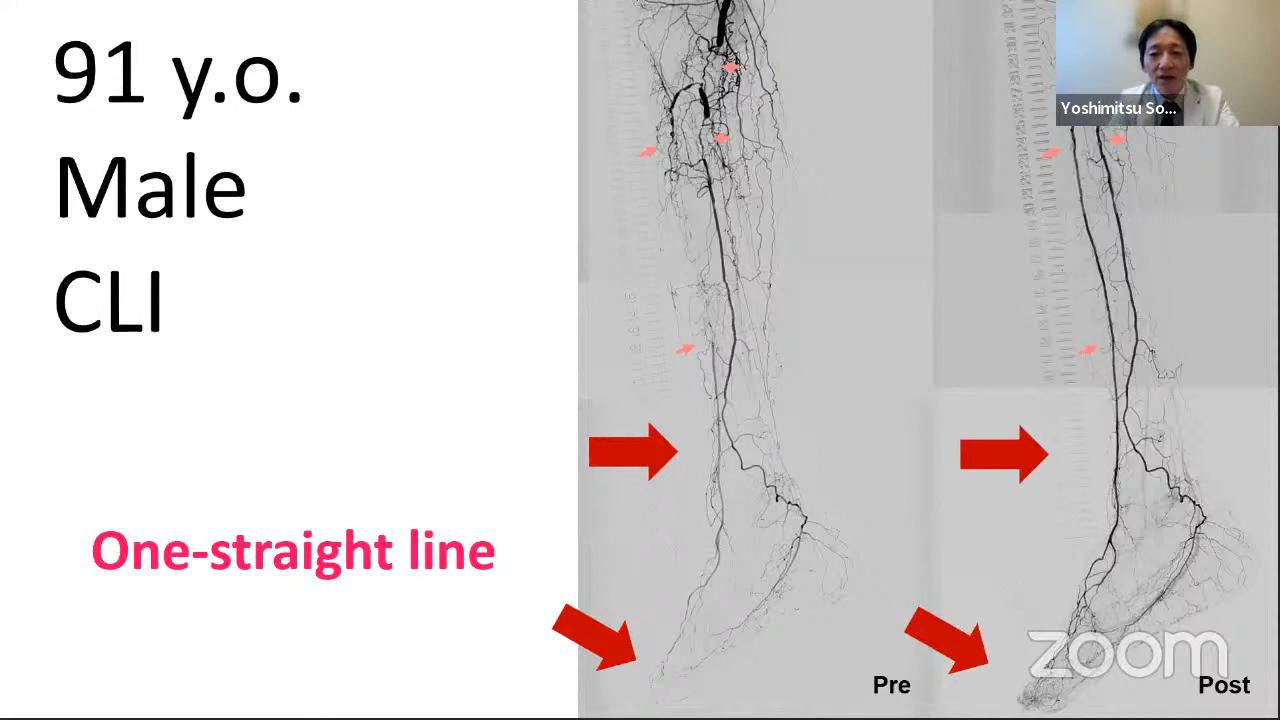 91 y.o.
Male
CLI
One-straight line
Pre
Post
Yoshimitsu So...
zoom